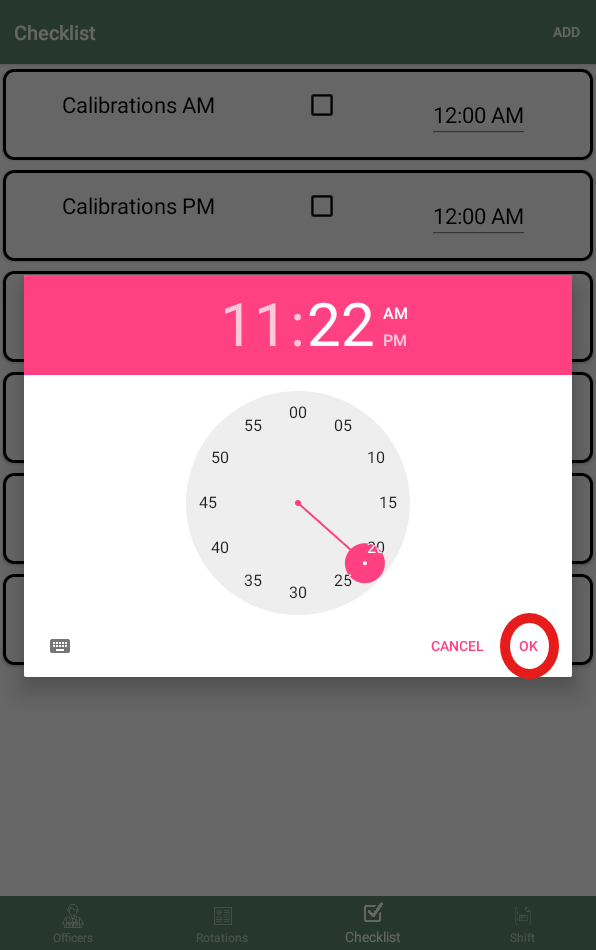 Checklist
ADD
Calibrations AM
12:00 AM
Calibrations PM
12:00 AM
11:22
AM
PM
00
05
10
15
20
25
30
35
40
45
50
55
CANCEL
OK
Officers
Rotations
Checklist
Shift